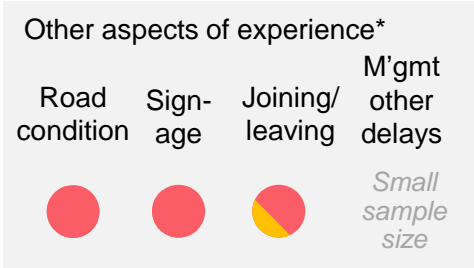 Other aspects of experience*
Road
condition
Sign-
age
Joining/
leaving
M'gmt
other
delays
Small
sample
size